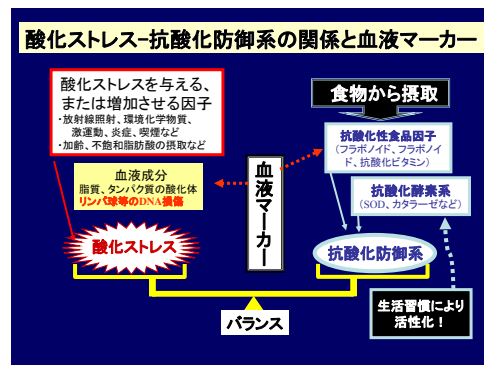 酸化ストレス-抗酸化防御系の関係と血液マーカー
酸化ストレスを与える、
または増加させる因子
・放射線照射、環境化学物質、
激運動、炎症、喫煙など
・加齢、不飽和脂肪酸の摂取など
食物から摂取
抗酸化性食品因子
(フラボノイド、フラボノイ
ド、抗酸化ビタミン)
血液成分
脂質、タンパク質の酸化体
リンパ球等のDNA損傷
血液マーカー
抗酸化酵素系
(SOD、カタラーゼなど)
酸化ストレス
抗酸化防御系
バランス
生活習慣により
活性化！